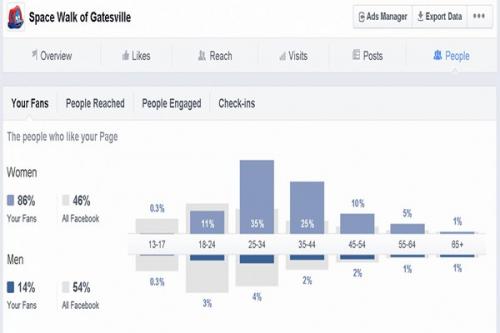 Space Walk of Gatesville
Ads Manager
Export Data
Overview
Likes
Reach
Visits
Posts
People
Your Fans
People Reached
People Engaged
Check-ins
The people who like your Page
Women
86%
Your Fans
46%
All Facebook
0.3%
11%
35%
25%
10%
5%
1%
13-17
18-24
25-34
35-44
45-54
55-64
65+
Men
14%
Your Fans
54%
All Facebook
0.3%
3%
4%
2%
2%
1%
1%